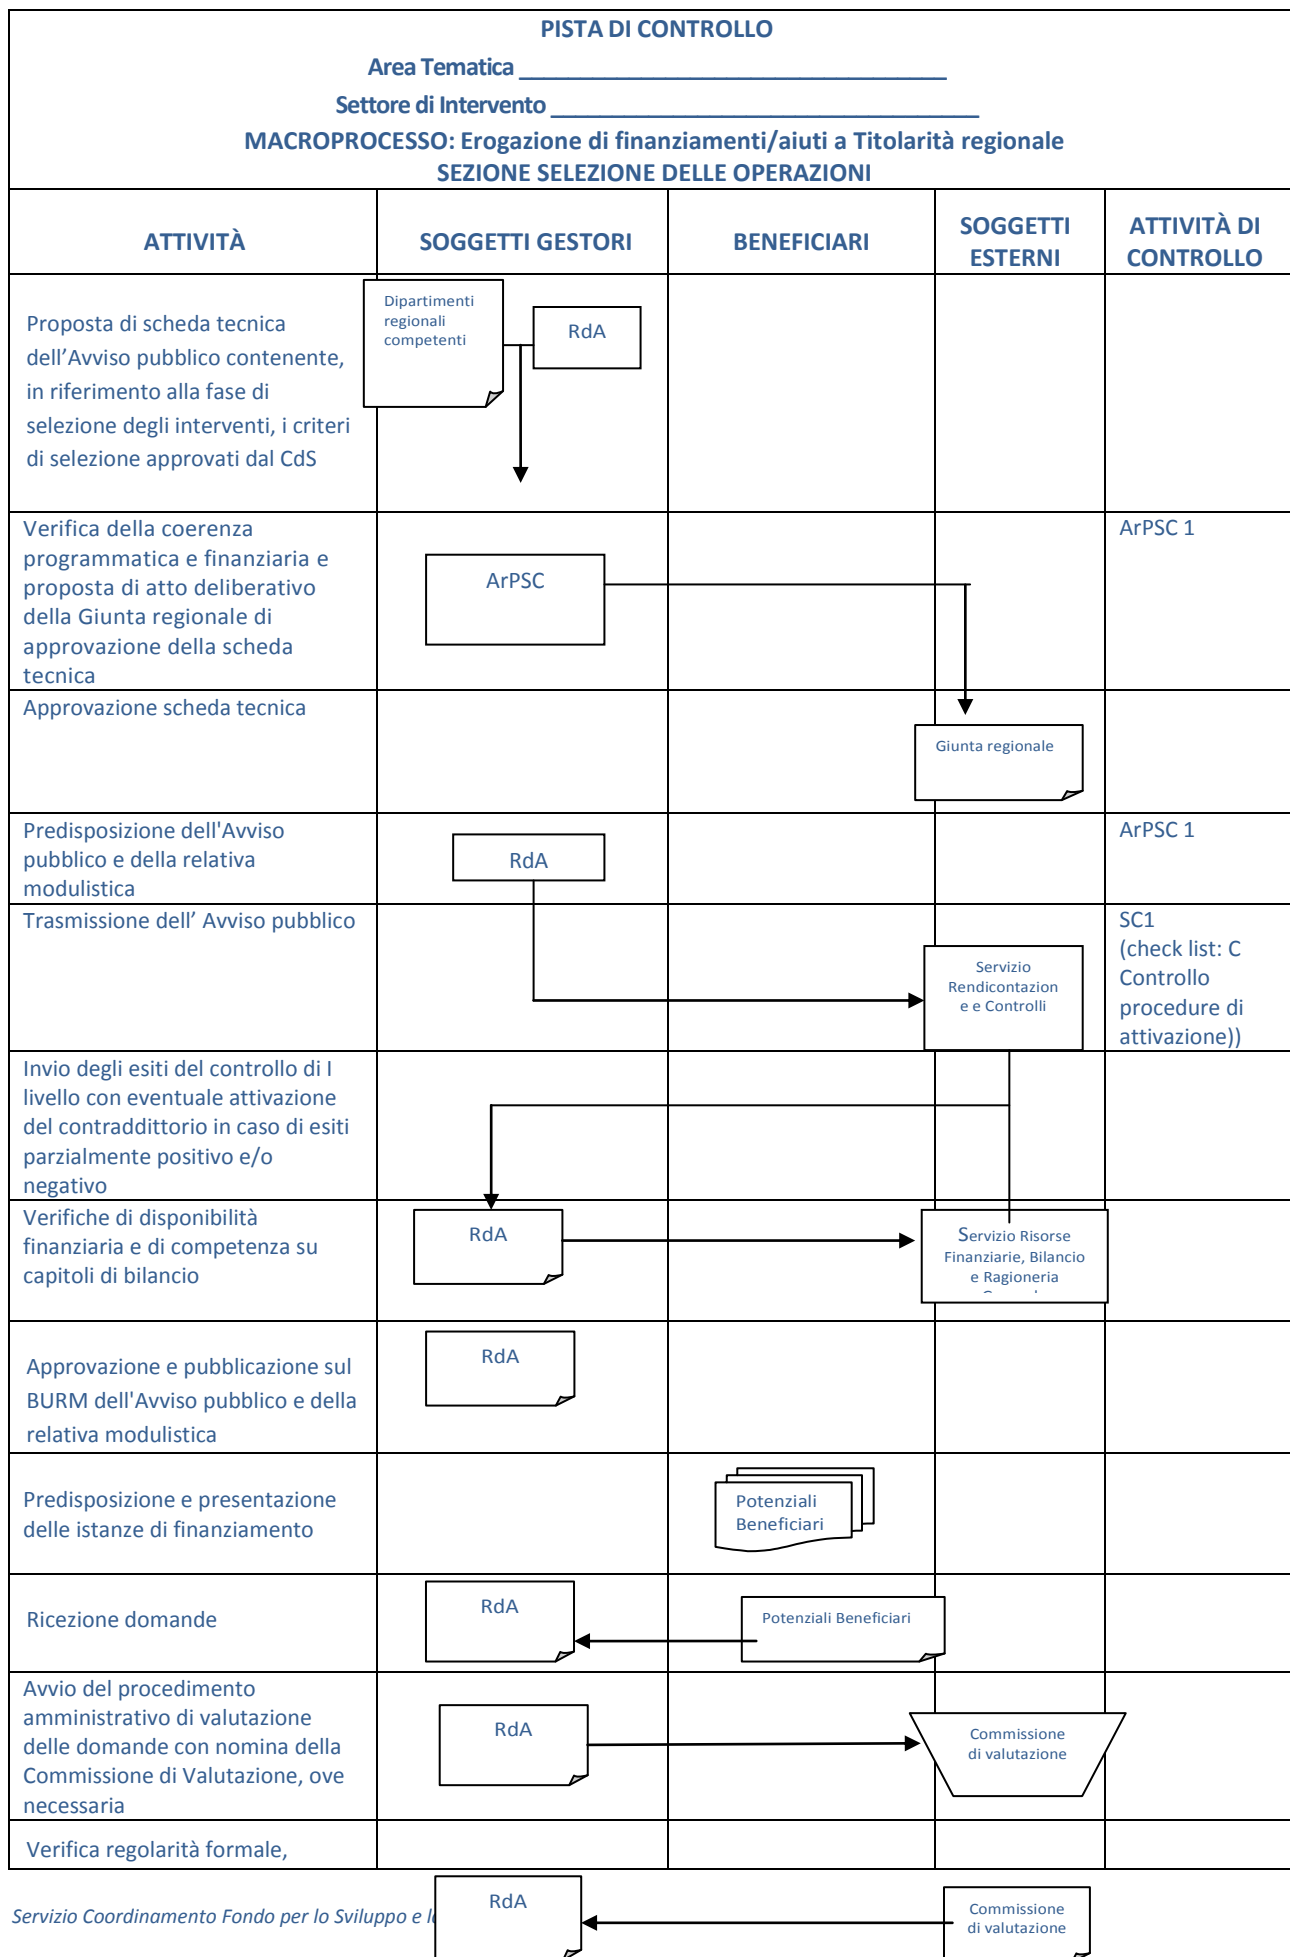 PISTA DI CONTROLLO
Area Tematica ___________________________________
Settore di Intervento ___________________________________
MACROPROCESSO: Erogazione di finanziamenti/aiuti a Titolarità regionale
SEZIONE SELEZIONE DELLE OPERAZIONI
ATTIVITÀ
SOGGETTI GESTORI
BENEFICIARI
SOGGETTI
ESTERNI
ATTIVITÀ DI
CONTROLLO
Proposta di scheda tecnica
dell’Avviso pubblico contenente,
in riferimento alla fase di
selezione degli interventi, i criteri
di selezione approvati dal CdS
Dipartimenti
regionali
competenti
RdA
Verifica della coerenza
programmatica e finanziaria e
proposta di atto deliberativo
della Giunta regionale di
approvazione della scheda
tecnica
ArPSC
ArPSC 1
Approvazione scheda tecnica
Giunta regionale
Predisposizione dell'Avviso
pubblico e della relativa
modulistica
RdA
ArPSC 1
Trasmissione dell’ Avviso pubblico
Servizio
Rendicontazion
e e Controlli
SC1
(check list: C
Controllo
procedure di
attivazione))
Invio degli esiti del controllo di I
livello con eventuale attivazione
del contraddittorio in caso di esiti
parzialmente positivo e/o
negativo
Verifiche di disponibilità
finanziaria e di competenza su
capitoli di bilancio
RdA
Servizio Risorse
Finanziarie, Bilancio
e Ragioneria
Approvazione e pubblicazione sul
BURM dell'Avviso pubblico e della
relativa modulistica
RdA
Predisposizione e presentazione
delle istanze di finanziamento
Potenziali
Beneficiari
Ricezione domande
RdA
Potenziali Beneficiari
Avvio del procedimento
amministrativo di valutazione
delle domande con nomina della
Commissione di Valutazione, ove
necessaria
RdA
Commissione
di valutazione
Verifica regolarità formale,
RdA
Commissione
di valutazione
Servizio Coordinamento Fondo per lo Sviluppo e